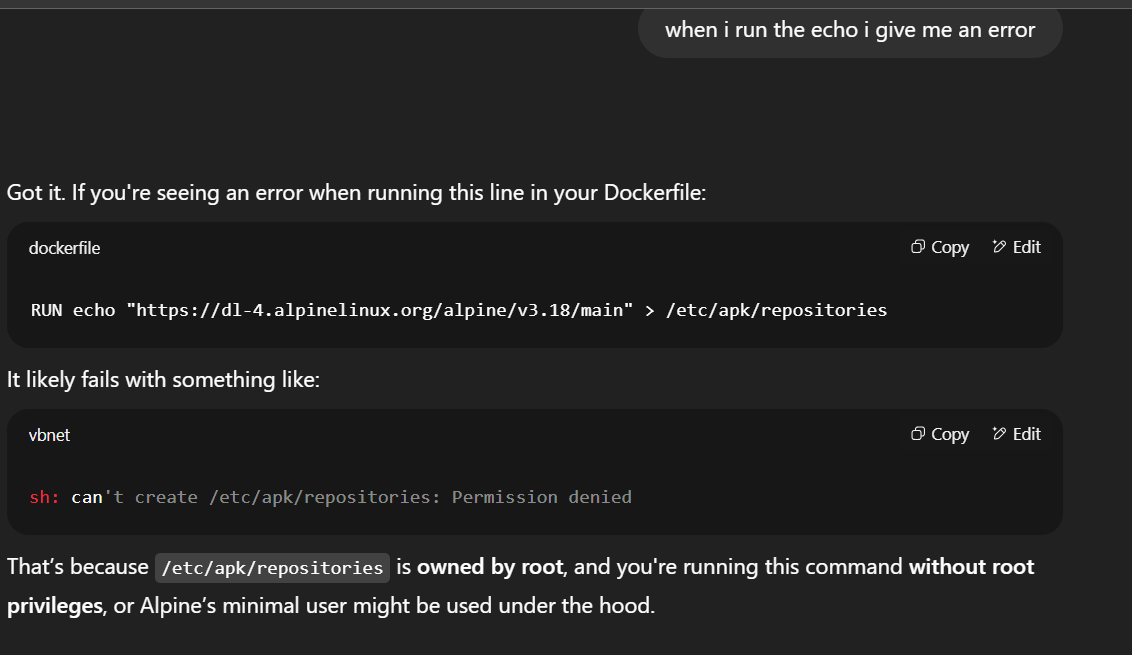 when i run the echo i give me an error
Got it. If you're seeing an error when running this line in your Dockerfile:
dockerfile Copy Edit
RUN echo "https://dl-4.alpinelinux.org/alpine/v3.18/main" > /etc/apk/repositories
It likely fails with something like:
vbnet Copy Edit
sh: can't create /etc/apk/repositories: Permission denied
That’s because /etc/apk/repositories is owned by root, and you're running this command without root
privileges, or Alpine’s minimal user might be used under the hood.